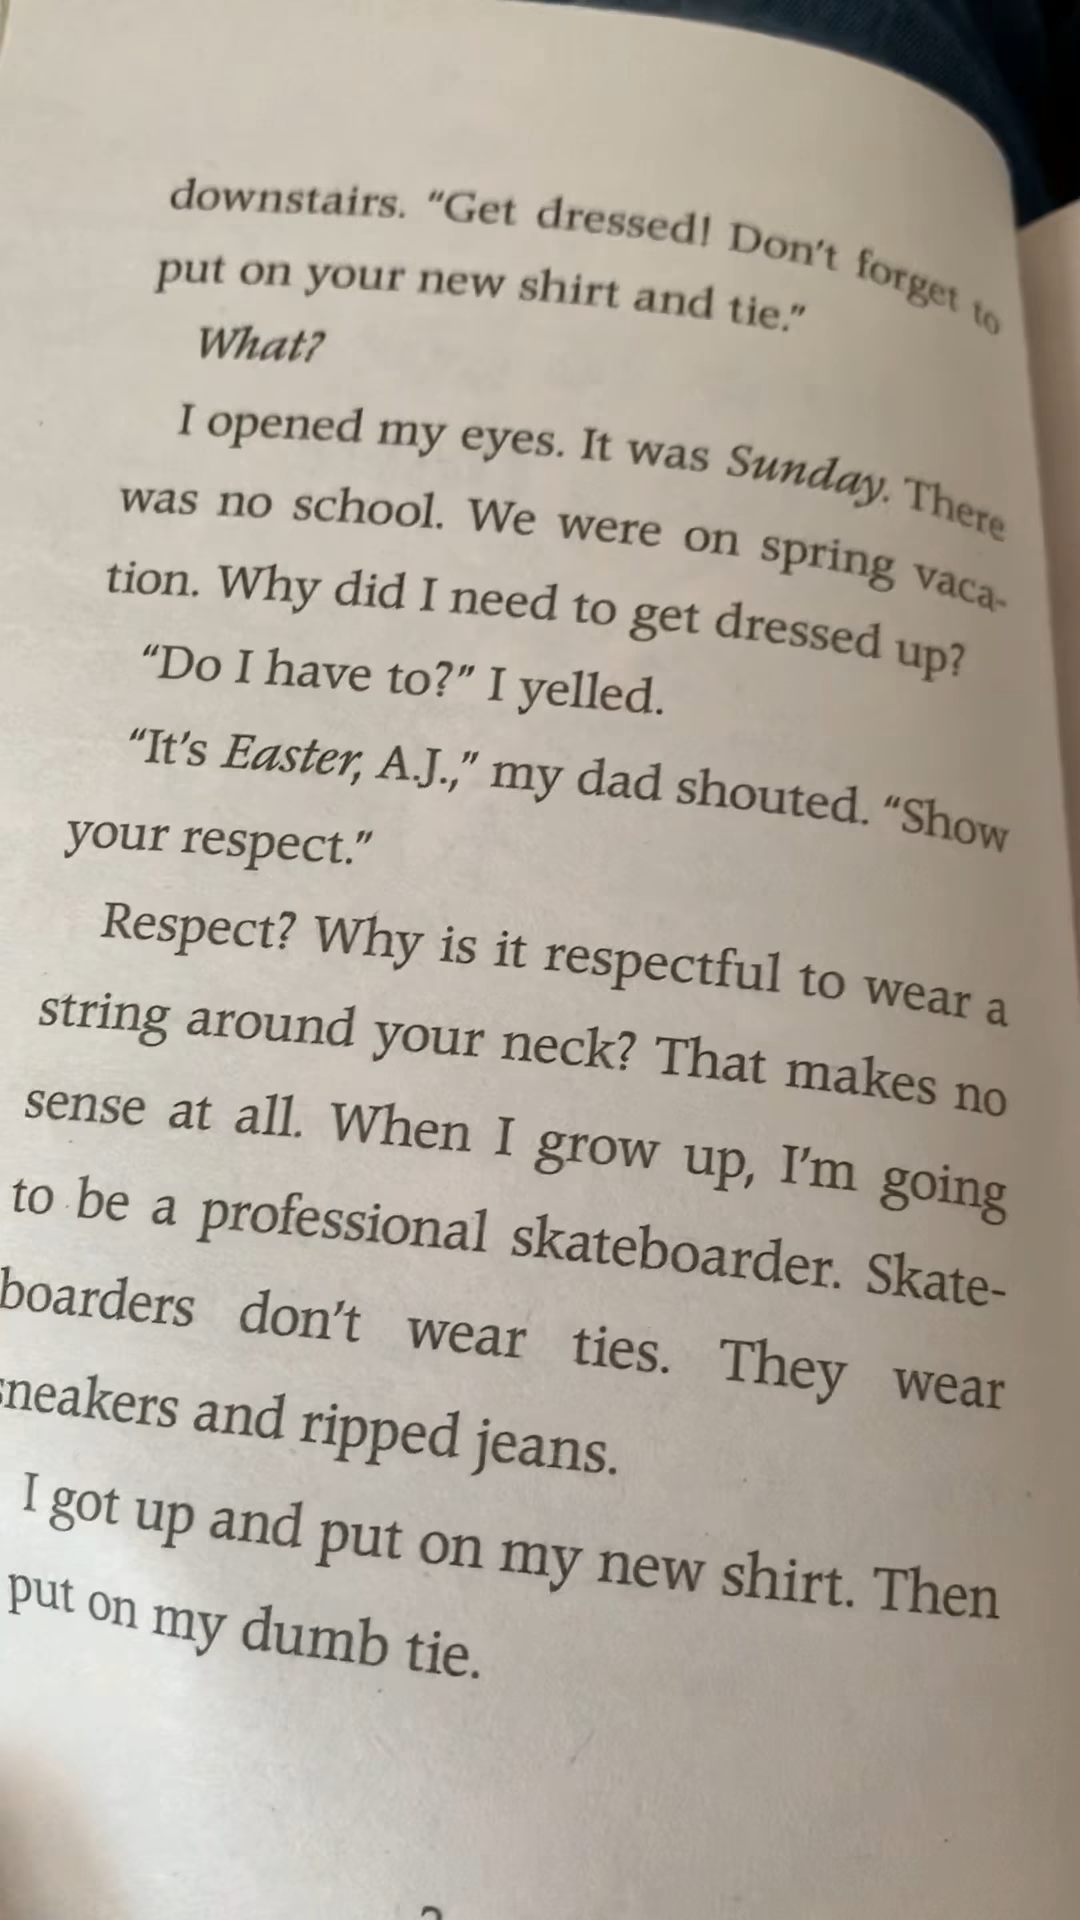 downstairs. “Get dressed! Don’t forget to
put on your new shirt and tie.”
What?
I opened my eyes. It was Sunday. There
was no school. We were on spring vaca-
tion. Why did I need to get dressed up?
“Do I have to?” I yelled.
“It’s Easter, A.J.,” my dad shouted. “Show
your respect.”
Respect? Why is it respectful to wear a
string around your neck? That makes no
sense at all. When I grow up, I’m going
to be a professional skateboarder. Skate-
boarders don’t wear ties. They wear
sneakers and ripped jeans.
I got up and put on my new shirt. Then
put on my dumb tie.